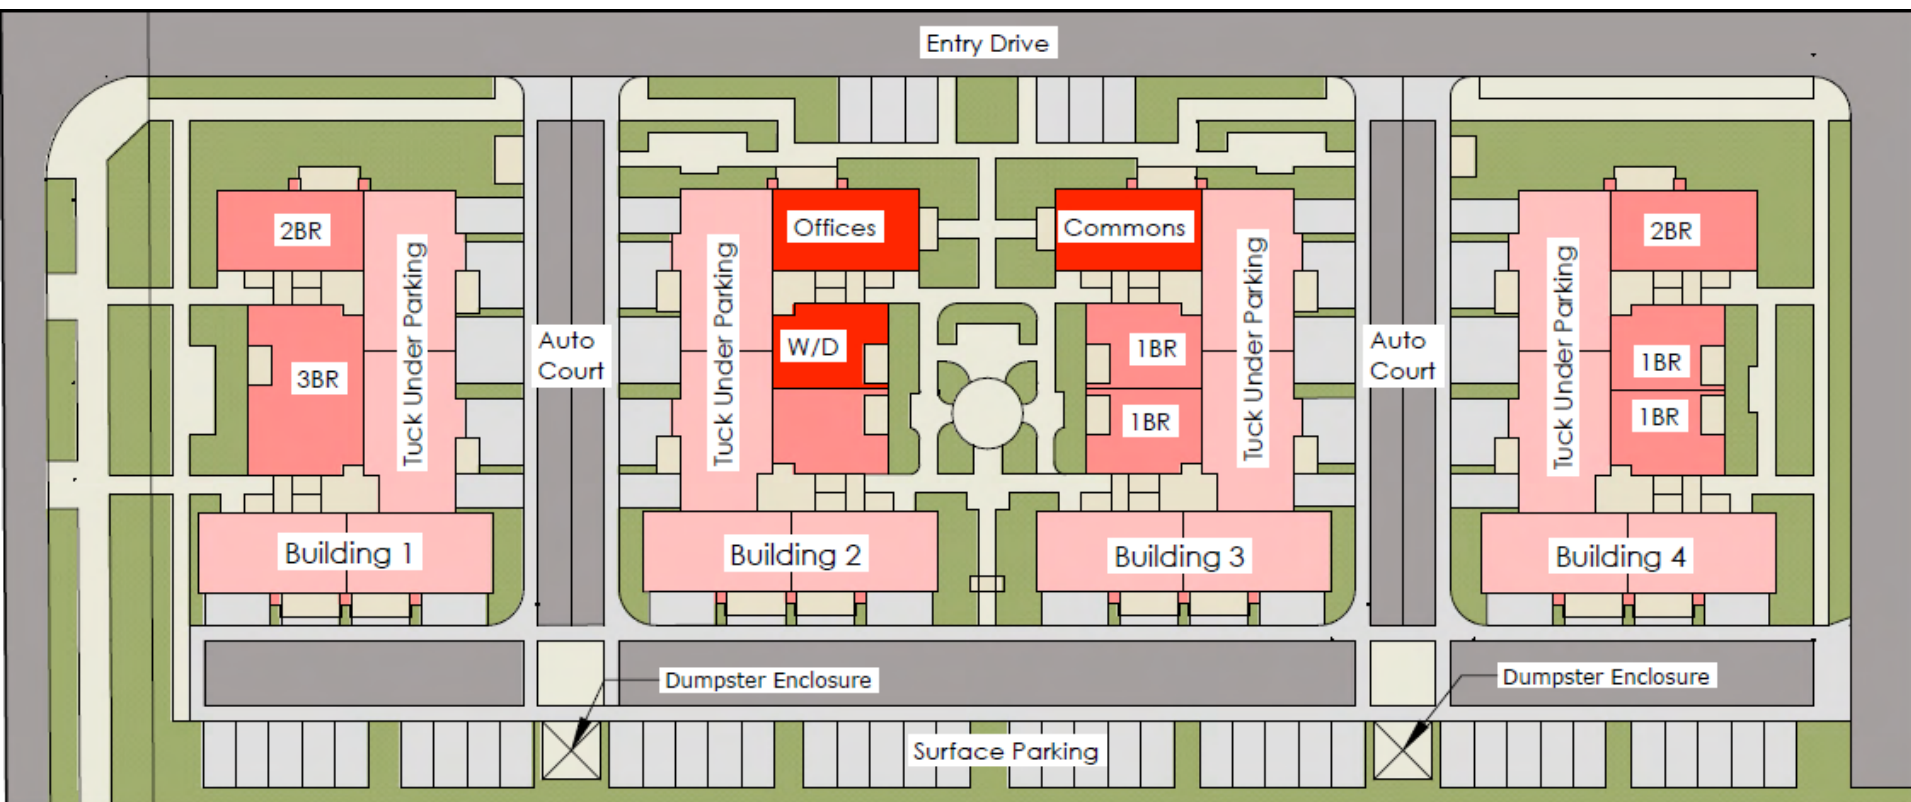 Entry Drive
2BR
Offices
Commons
2BR
Tuck Under Parking
Tuck Under Parking
Tuck Under Parking
Tuck Under Parking
3BR
Auto
Court
W/D
1BR
1BR
Auto
Court
1BR
1BR
Building 1
Building 2
Building 3
Building 4
Dumpster Enclosure
Dumpster Enclosure
Surface Parking